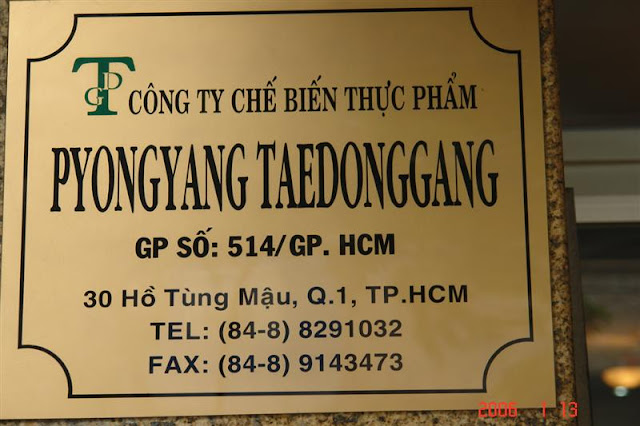 TGP CÔNG TY CHẾ BIẾN THỰC PHẨM
PYONGYANG TAEDONGGANG
GP SỐ: 514/GP. HCM
30 Hồ Tùng Mậu, Q.1, TP.HCM
TEL: (84-8) 8291032
FAX: (84-8) 9143473
2006 1 13